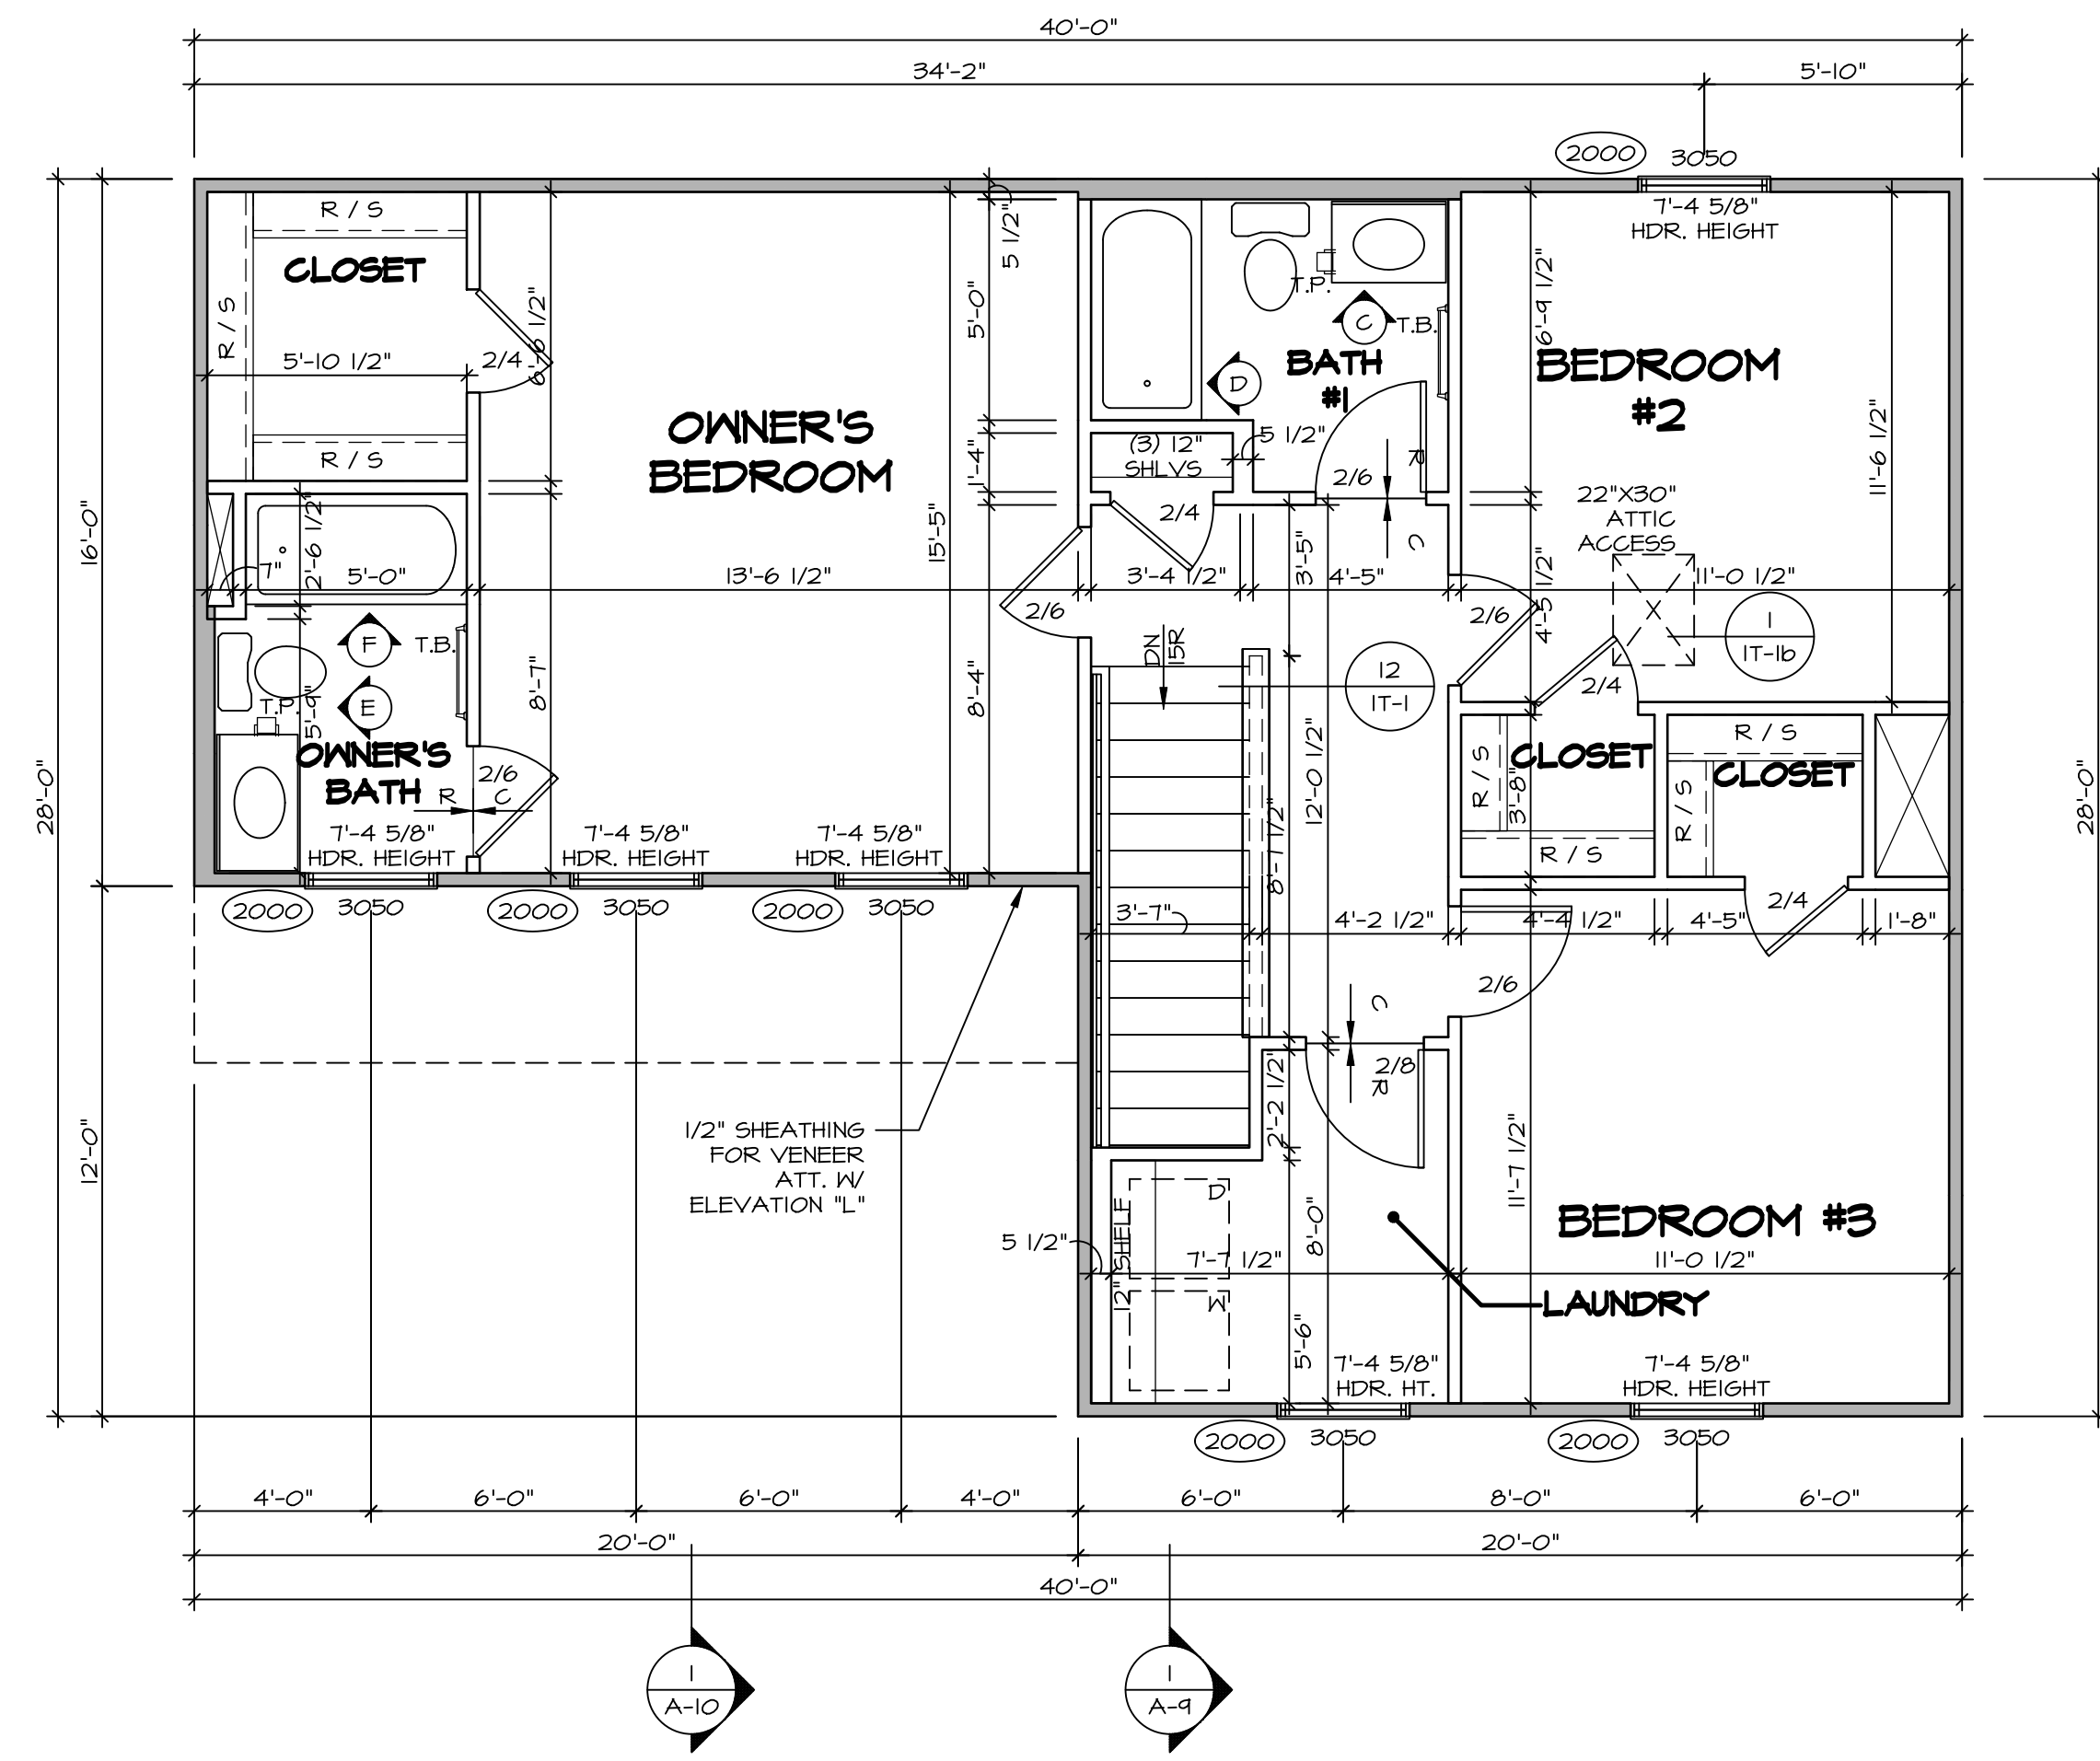 40'-0"
34'-2"
5'-10"
2000
3050
7'-4 5/8"
HDR. HEIGHT
R / S
CLOSET
R / S
5'-10 1/2"
2/4
6'-6 1/2"
R / S
5 1/2"
5'-0"
T.P.
C
T.B.
D
BATH
#1
6'-9 1/2"
BEDROOM
#2
OWNER'S
BEDROOM
11'-6 1/2"
1'-4"
(3) 12"
SHLVS
5 1/2"
2/6
R
C
2/4
22"X30"
ATTIC
ACCESS
X
16'-0"
15'-5"
2'-6 1/2"
7"
5'-0"
13'-6 1/2"
3'-4 1/2"
3'-5"
4'-5"
4'-5 1/2"
11'-0 1/2"
2/6
2/6
1
1T-1b
F
T.B.
E
T.P.
5'-9"
8'-7"
8'-4"
DN
15R
12
1T-1
2/4
OWNER'S
BATH
2/6
R
C
R / S
CLOSET
3'-8"
R / S
R / S
CLOSET
R / S
28'-0"
28'-0"
12'-0 1/2"
8'-7 1/2"
7'-4 5/8"
HDR. HEIGHT
7'-4 5/8"
HDR. HEIGHT
7'-4 5/8"
HDR. HEIGHT
2000
3050
2000
3050
2000
3050
3'-7"
4'-2 1/2"
4'-4 1/2"
4'-5"
2/4
1'-8"
2/6
C
2/8
R
2'-2 1/2"
12'-0"
1/2" SHEATHING
FOR VENEER
ATT. W/
ELEVATION "L"
11'-7 1/2"
D
12" SHELF
W
5 1/2"
7'-7 1/2"
8'-0"
BEDROOM #3
11'-0 1/2"
LAUNDRY
5'-6"
7'-4 5/8"
HDR. HT.
7'-4 5/8"
HDR. HEIGHT
2000
3050
2000
3050
4'-0"
6'-0"
6'-0"
4'-0"
6'-0"
8'-0"
6'-0"
20'-0"
20'-0"
40'-0"
1
A-10
1
A-9